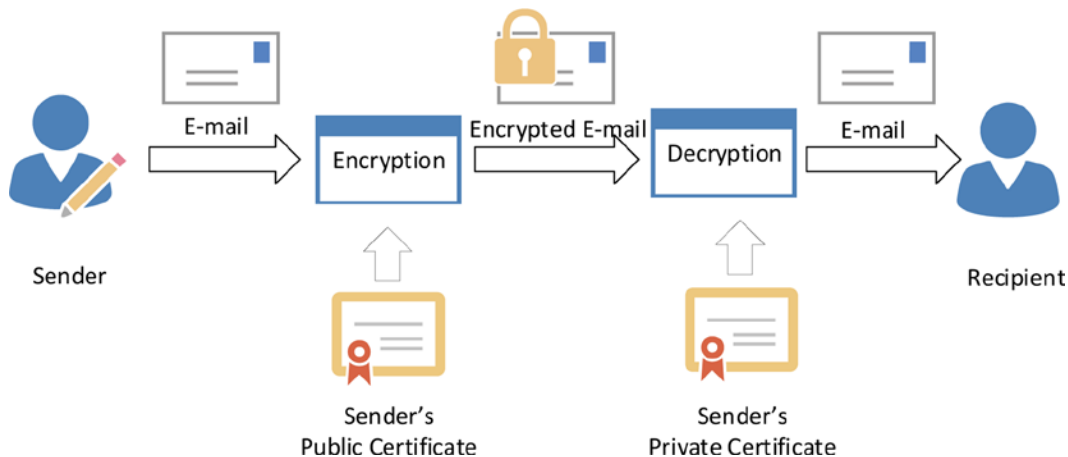 E-mail
Encrypted E-mail
E-mail
Encryption
Decryption
Sender
Recipient
Sender’s
Public Certificate
Sender’s
Private Certificate